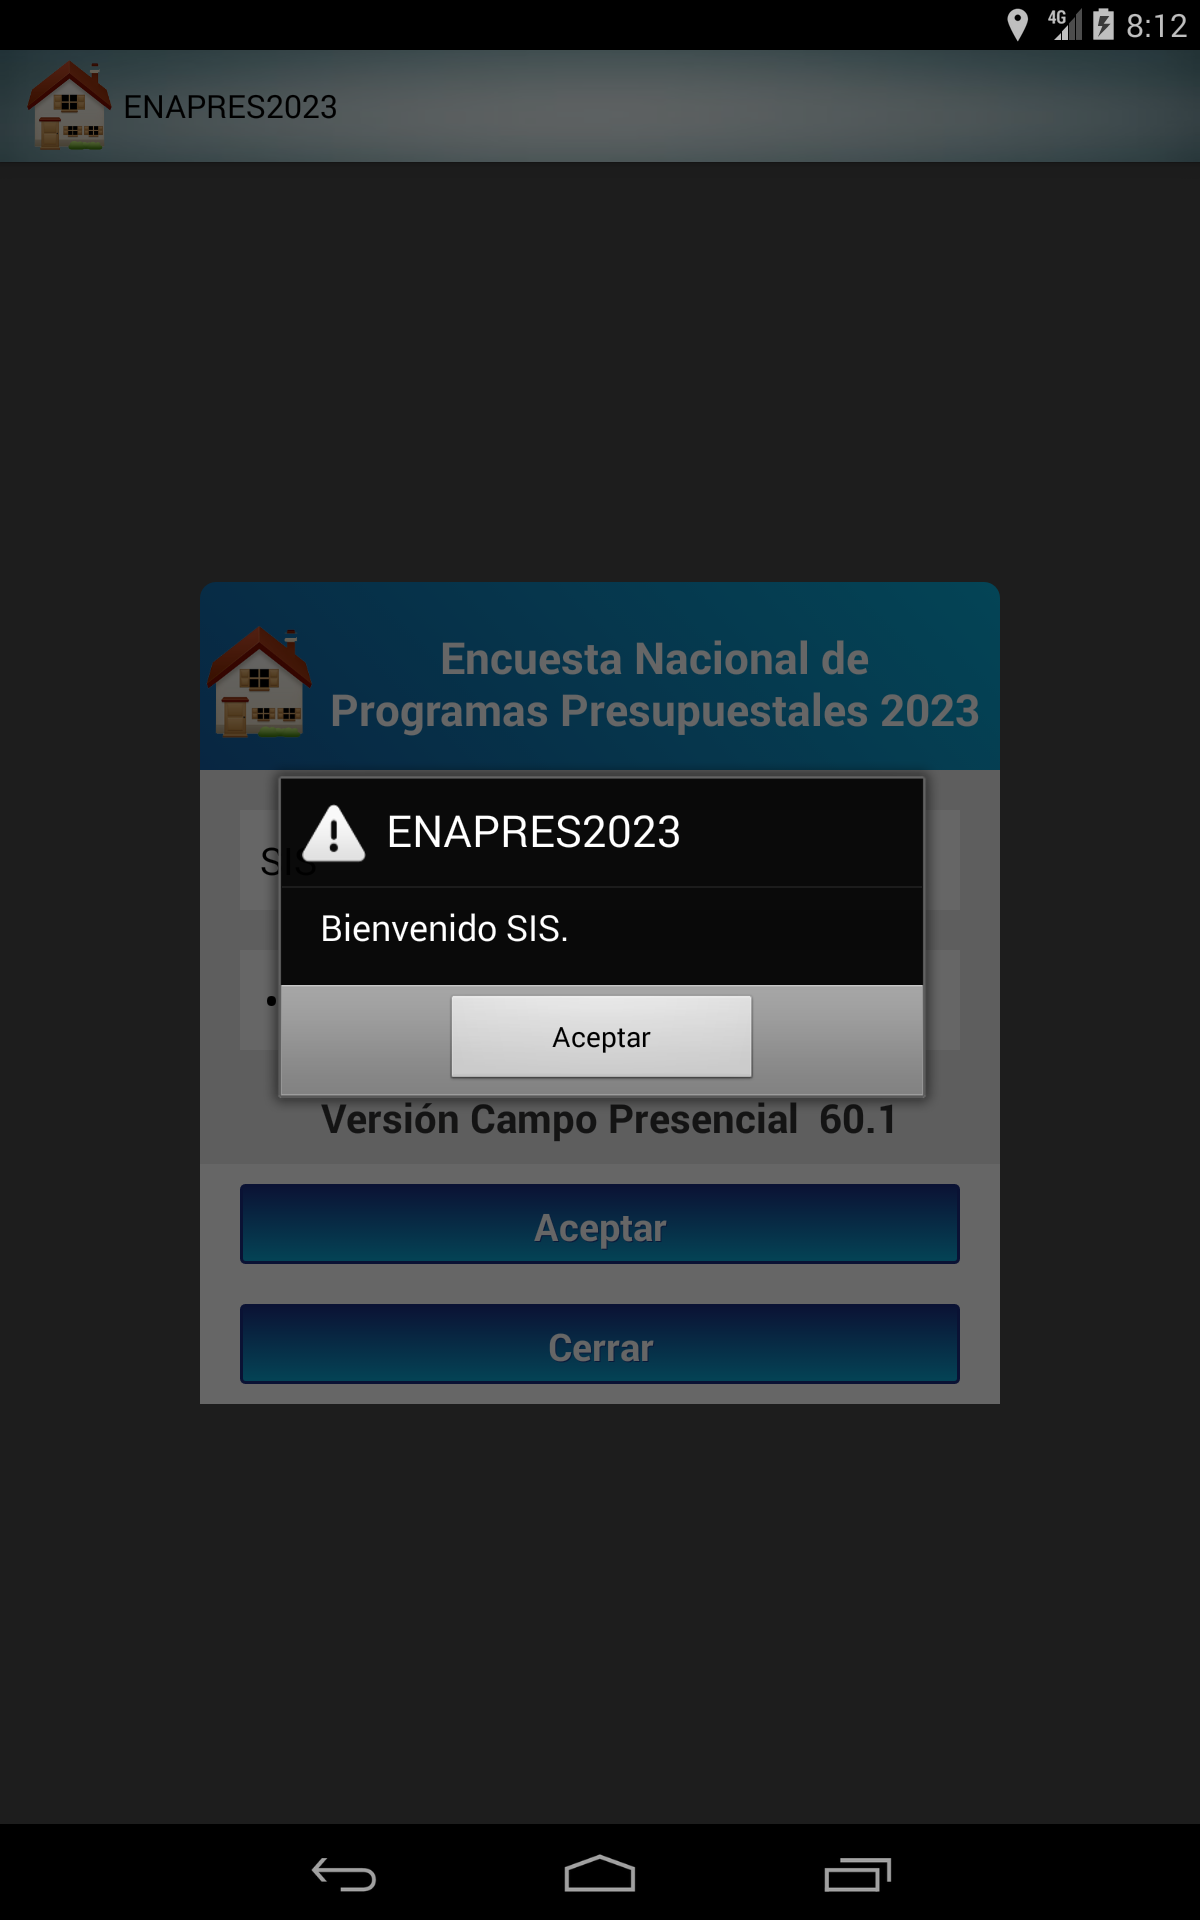 4G 8:12
ENAPRES2023
Encuesta Nacional de
Programas Presupuestales 2023
SIS
ENAPRES2023
Bienvenido SIS.
Aceptar
Versión Campo Presencial 60.1
Aceptar
Cerrar